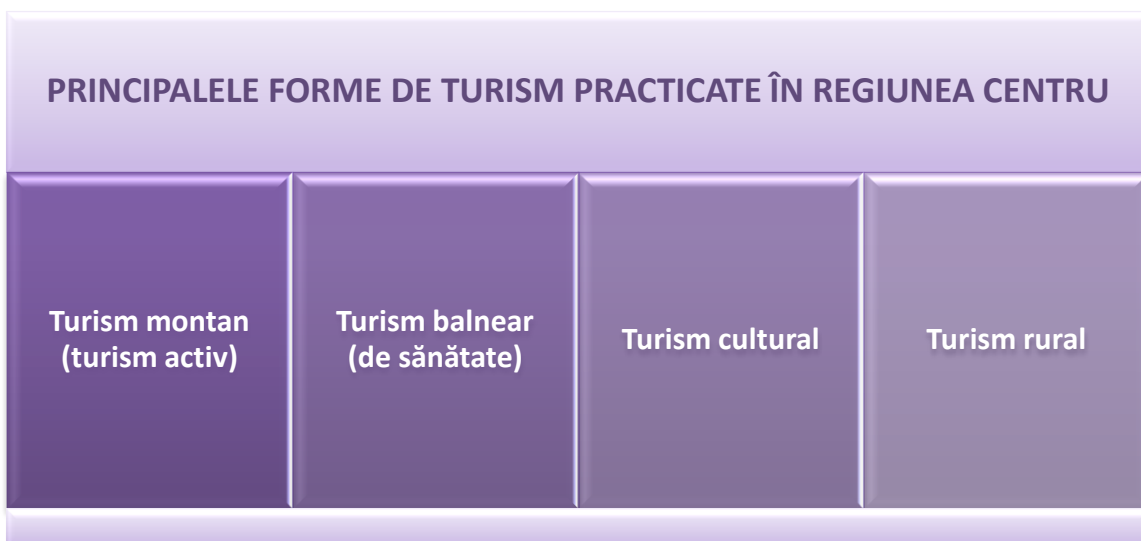 PRINCIPALELE FORME DE TURISM PRACTICATE ÎN REGIUNEA CENTRU
Turism montan
(turism activ)
Turism balnear
(de sănătate)
Turism cultural
Turism rural